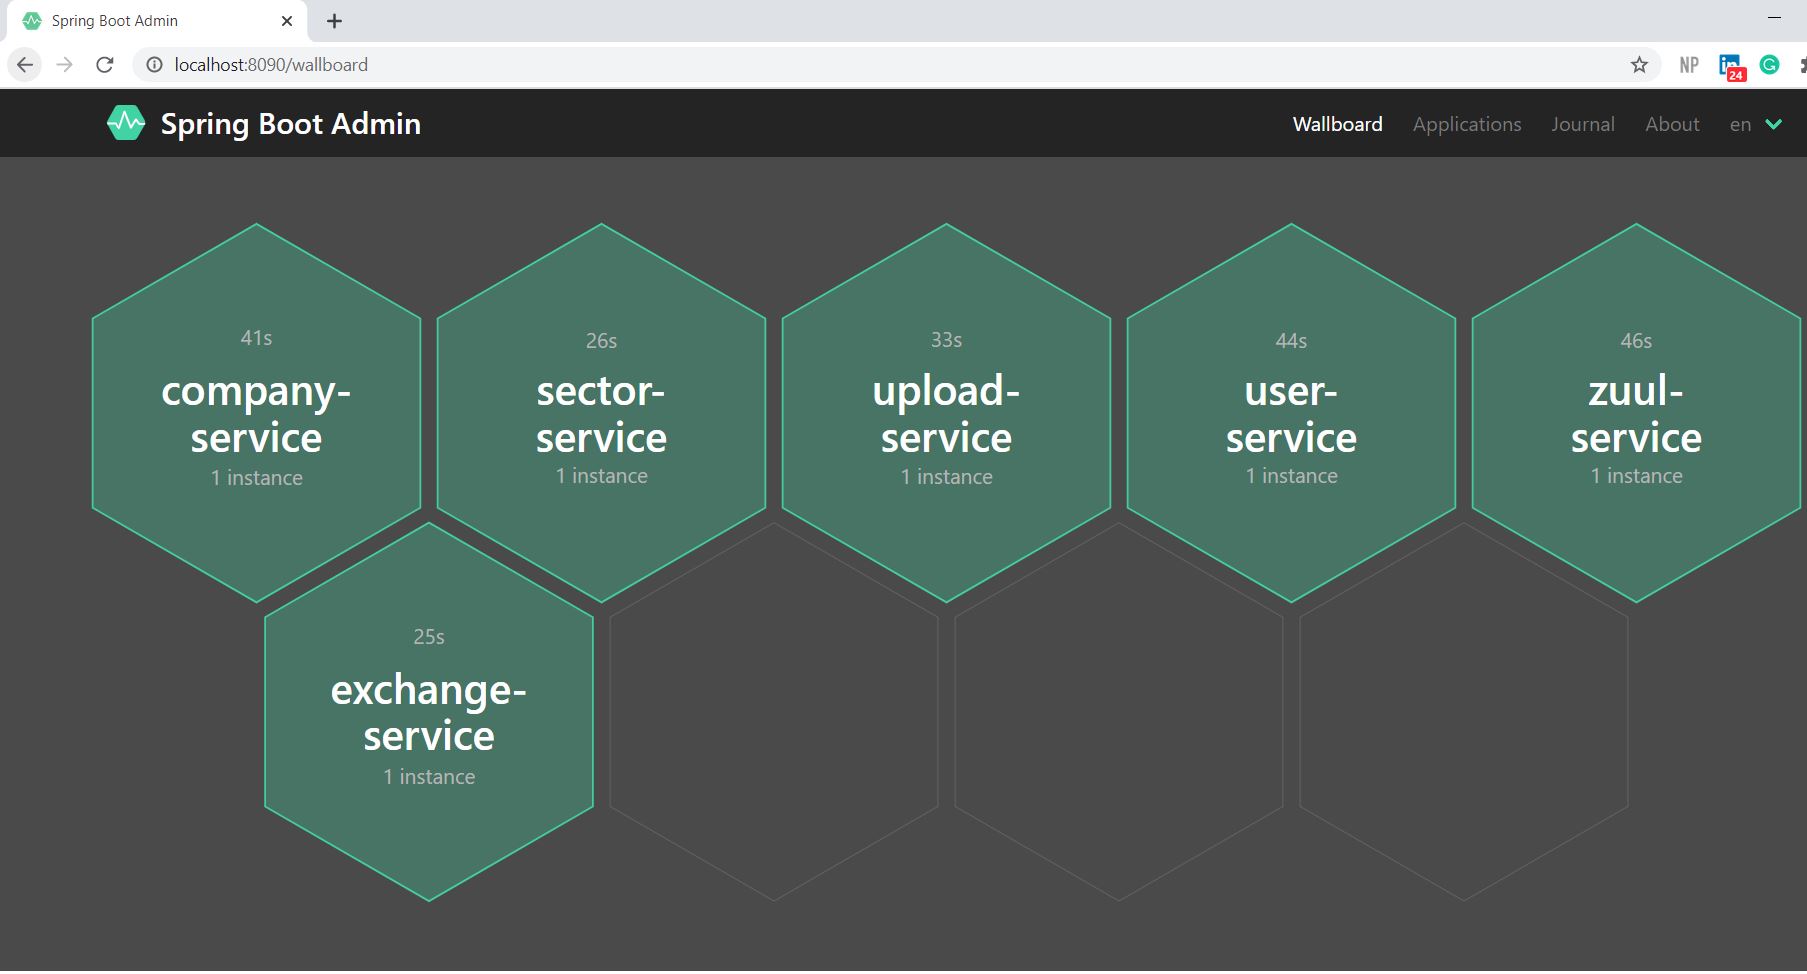 Spring Boot Admin
localhost:8090/wallboard
NP
in
24
Spring Boot Admin
Wallboard Applications Journal About en
41s
company-
service
1 instance
26s
sector-
service
1 instance
33s
upload-
service
1 instance
44s
user-
service
1 instance
46s
zuul-
service
1 instance
25s
exchange-
service
1 instance